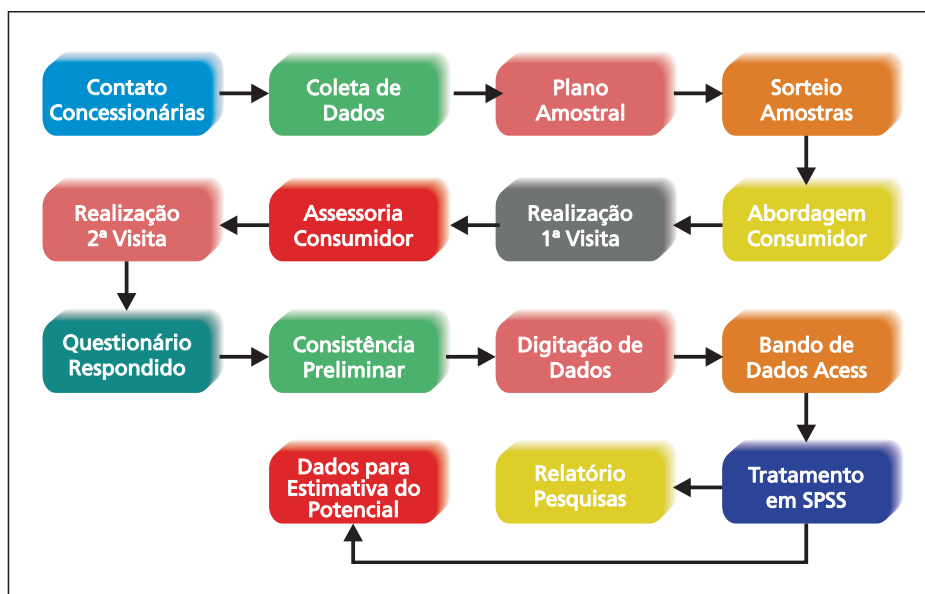 Contato
Concessionárias
Coleta de
Dados
Plano
Amostral
Sorteio
Amostras
Realização
2ª Visita
Assessoria
Consumidor
Realização
1ª Visita
Abordagem
Consumidor
Questionário
Respondido
Consistência
Preliminar
Digitação de
Dados
Bando de
Dados Acess
Dados para
Estimativa do
Potencial
Relatório
Pesquisas
Tratamento
em SPSS